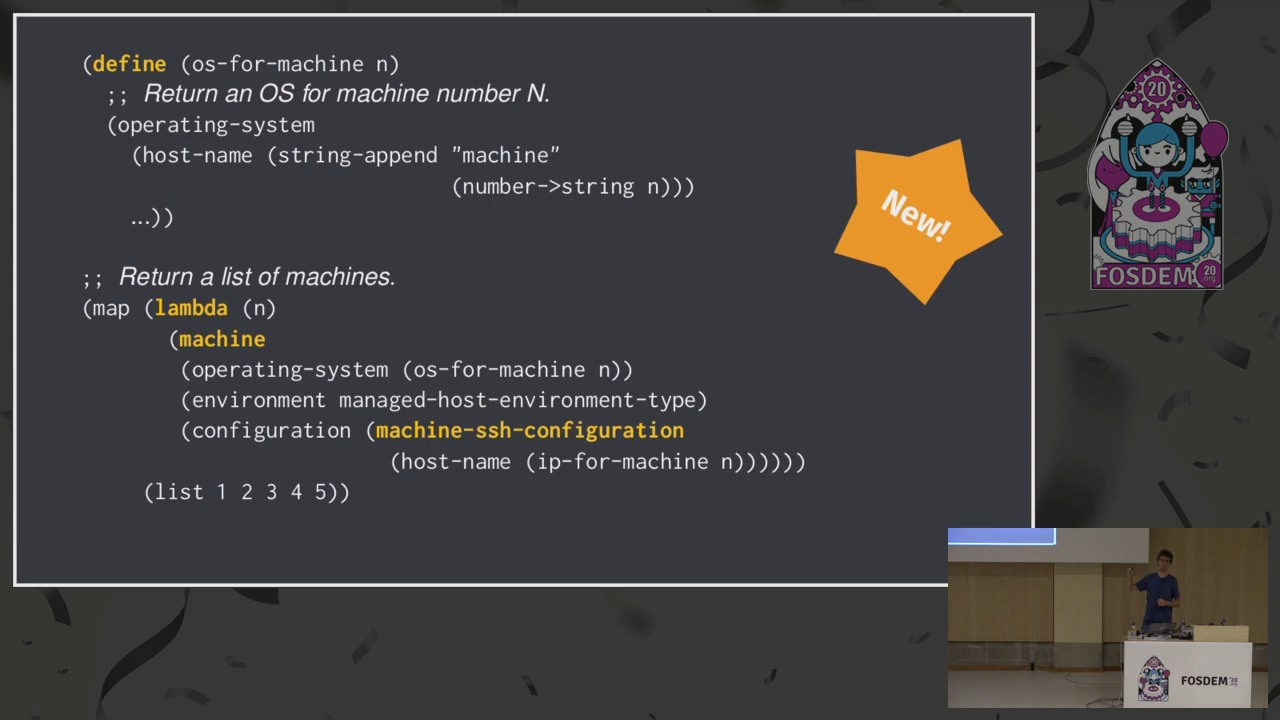 (define (os-for-machine n)
;; Return an OS for machine number N.
(operating-system
(host-name (string-append "machine"
(number->string n)))
...))
New!
;; Return a list of machines.
(map (lambda (n)
(machine
(operating-system (os-for-machine n))
(environment managed-host-environment-type)
(configuration (machine-ssh-configuration
(host-name (ip-for-machine n))))))
(list 1 2 3 4 5))
20
FOSDEM
20
.org
FOSDEM'20